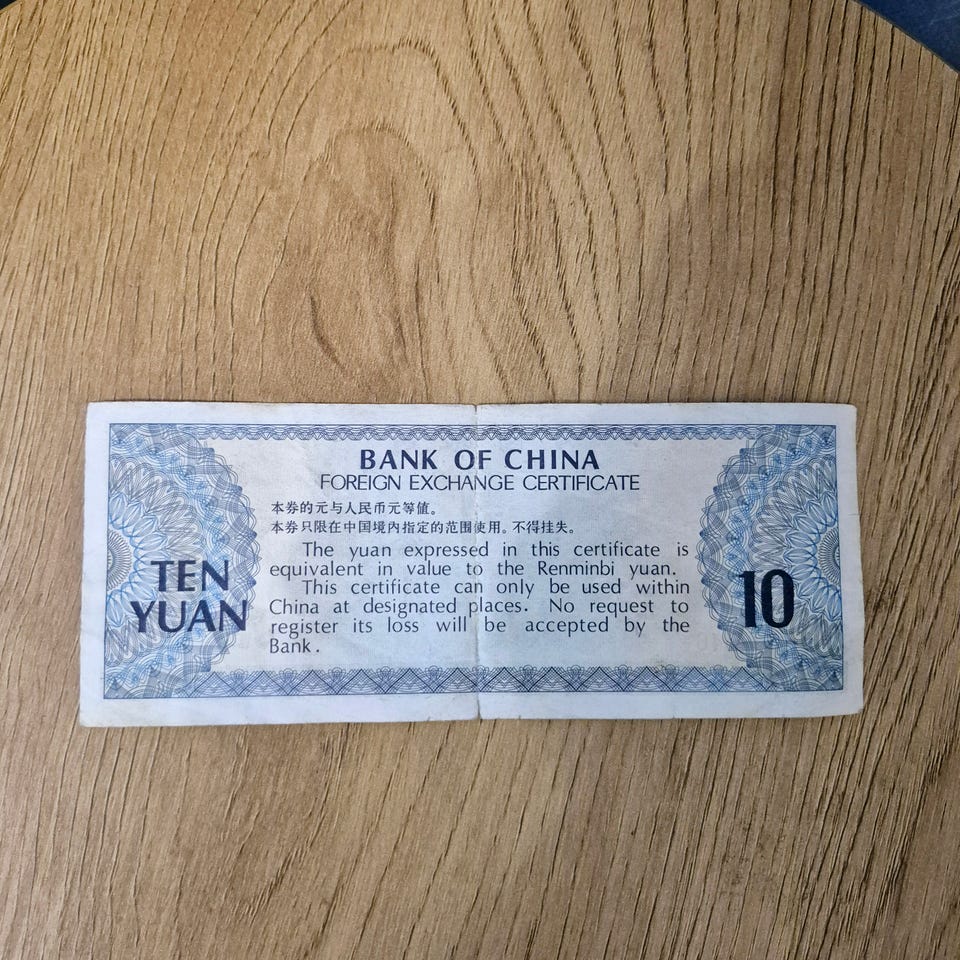 BANK OF CHINA
FOREIGN EXCHANGE CERTIFICATE
本券的元与人民币元等值。
本券只限在中国境内指定的范围使用。不得挂失。
The yuan expressed in this certificate is
equivalent in value to the Renminbi yuan.
This certificate can only be used within
China at designated places. No request to
register its loss will be accepted by the
Bank.
TEN
YUAN
10